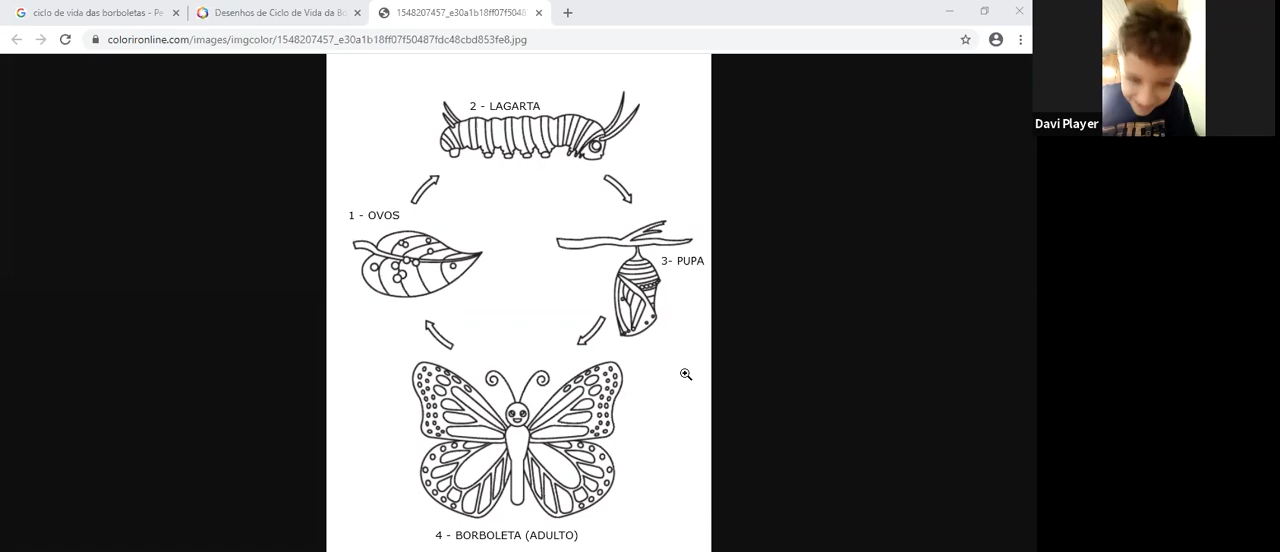 ciclo de vida das borboletas - Pe
Desenhos de Ciclo de Vida da Bo
1548207457_e30a1b18ff07f5048
colorironline.com/images/imgcolor/1548207457_e30a1b18ff07f50487fdc48cbd853fe8.jpg
Davi Player
2 - LAGARTA
1 - OVOS
3- PUPA
4 - BORBOLETA (ADULTO)